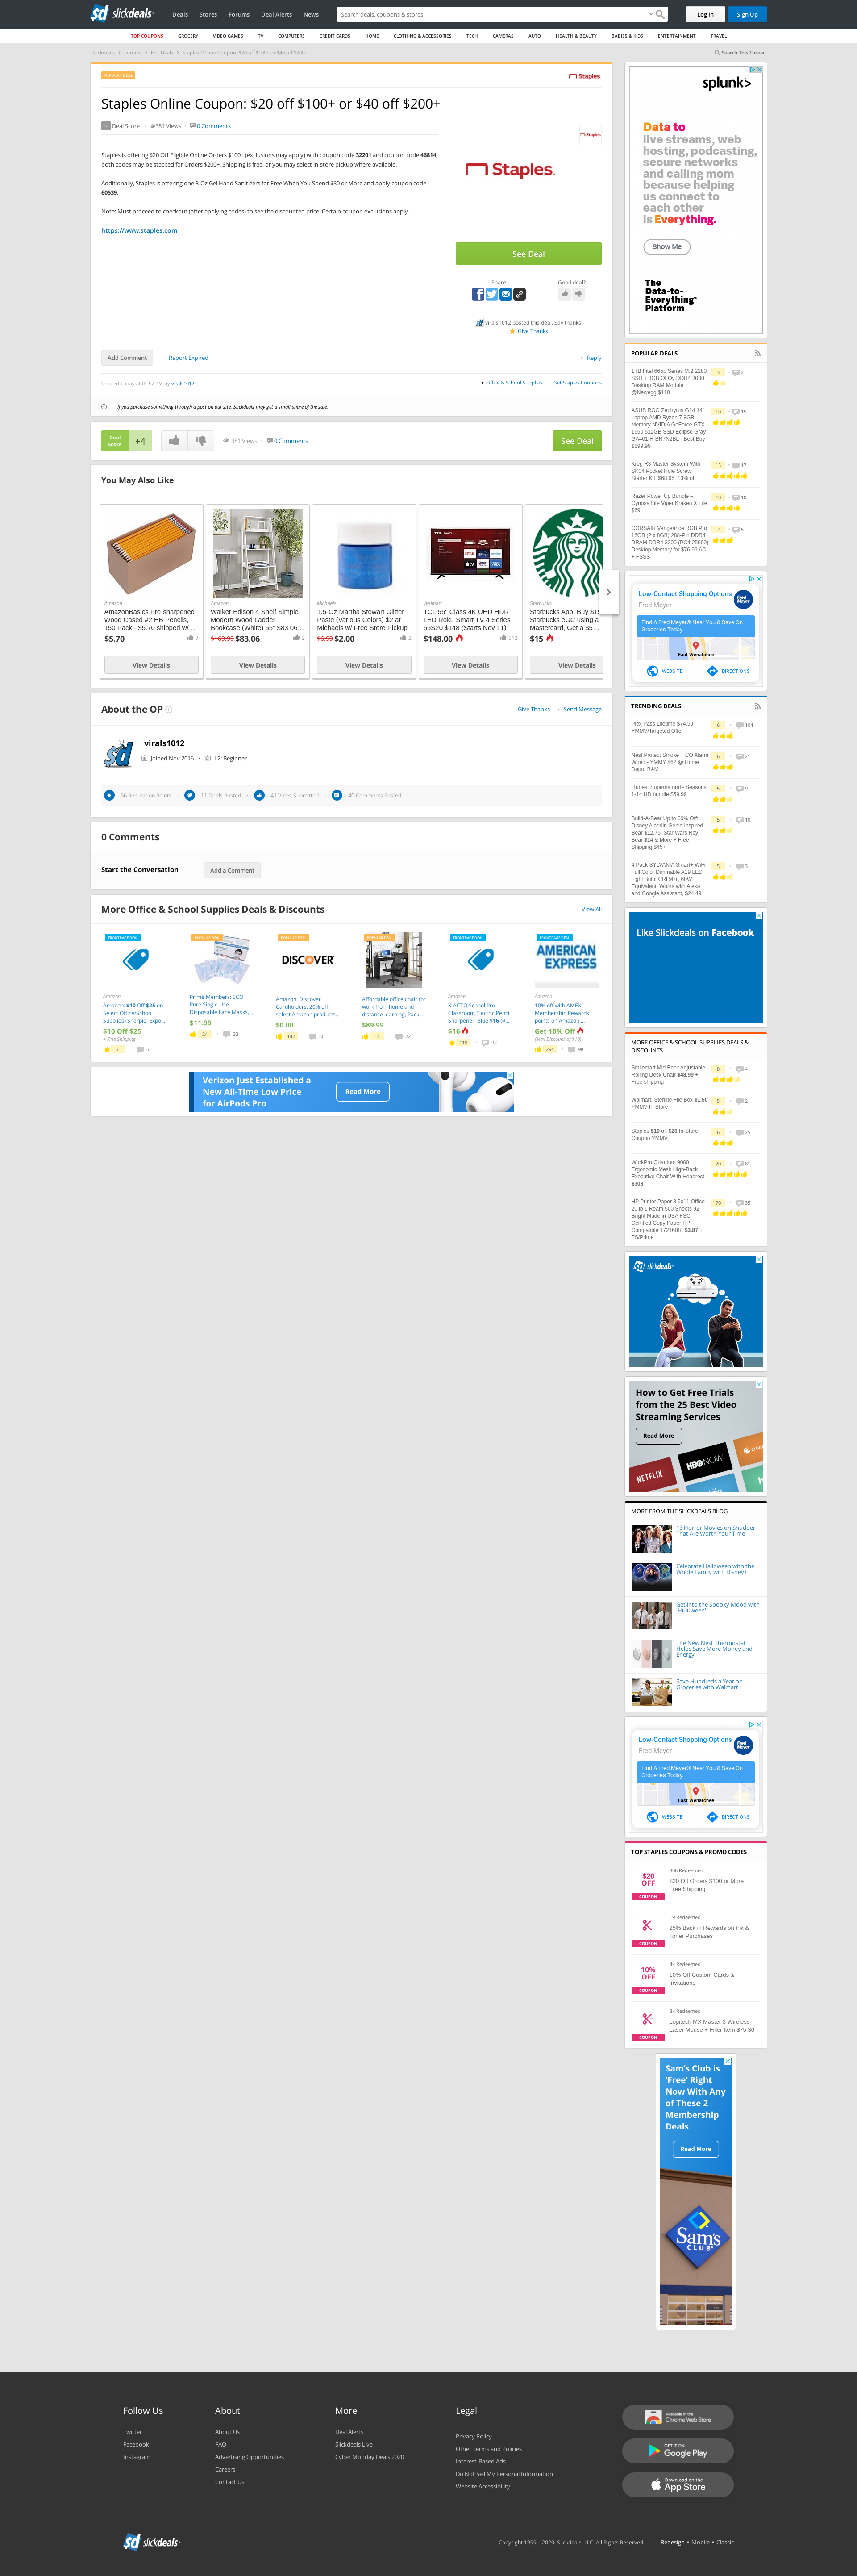 sd slickdeals
Deals Stores Forums Deal Alerts News
Search deals, coupons & stores
Log In
Sign Up
TOP COUPONS GROCERY VIDEO GAMES TV COMPUTERS CREDIT CARDS HOME CLOTHING & ACCESSORIES TECH CAMERAS AUTO HEALTH & BEAUTY BABIES & KIDS ENTERTAINMENT TRAVEL
Slickdeals Forums Hot Deals Staples Online Coupon: $20 off $100+ or $40 off $200+
Search This Thread
POPULAR DEAL
Staples
Staples Online Coupon: $20 off $100+ or $40 off $200+
+4 Deal Score 381 Views 0 Comments
Staples is offering $20 Off Eligible Online Orders $100+ (exclusions may apply) with coupon code 32201 and coupon code 46814,
both codes may be stacked for Orders $200+. Shipping is free, or you may select in-store pickup where available.
Additionally, Staples is offering one 8-Oz Gel Hand Sanitizers for Free When You Spend $30 or More and apply coupon code
60539.
Note: Must proceed to checkout (after applying codes) to see the discounted price. Certain coupon exclusions apply.
https://www.staples.com
Staples
Staples
See Deal
Share
Good deal?
virals1012 posted this deal. Say thanks!
Give Thanks
Add Comment
Report Expired
Reply
Created Today at 01:57 PM by virals1012
in Office & School Supplies Get Staples Coupons
If you purchase something through a post on our site, Slickdeals may get a small share of the sale.
Deal
Score +4
381 Views 0 Comments
See Deal
You May Also Like
Amazon
AmazonBasics Pre-sharpened
Wood Cased #2 HB Pencils,
150 Pack - $5.70 shipped w/…
$5.70 7
View Details
Amazon
Walker Edison 4 Shelf Simple
Modern Wood Ladder
Bookcase (White) 55" $83.06…
$169.99 $83.06 2
View Details
Michaels
1.5-Oz Martha Stewart Glitter
Paste (Various Colors) $2 at
Michaels w/ Free Store Pickup
$6.99 $2.00 2
View Details
Walmart
TCL 55" Class 4K UHD HDR
LED Roku Smart TV 4 Series
55S20 $148 (Starts Nov 11)
$148.00 513
View Details
Starbucks
Starbucks App: Buy $15
Starbucks eGC using a
Mastercard, Get a $5…
$15
View Details
About the OP
Give Thanks Send Message
virals1012
Joined Nov 2016 L2: Beginner
66 Reputation Points 11 Deals Posted 41 Votes Submitted 40 Comments Posted
0 Comments
Start the Conversation
Add a Comment
More Office & School Supplies Deals & Discounts
View All
FRONTPAGE DEAL
Amazon
Amazon: $10 Off $25 on
Select Office/School
Supplies (Sharpie, Expo ...
$10 Off $25
+ Free Shipping
51 5
POPULAR DEAL
Prime Members: ECO
Pure Single Use
Disposable Face Masks,...
$11.99
24 33
POPULAR DEAL
DISCOVER
Amazon: Discover
Cardholders: 20% off
select Amazon products...
$0.00
142 40
POPULAR DEAL
Affordable office chair for
work from home and
distance learning, Pack ...
$89.99
14 22
FRONTPAGE DEAL
Amazon
X-ACTO School Pro
Classroom Electric Pencil
Sharpener, Blue $16 @...
$16
118 92
FRONTPAGE DEAL
AMERICAN
EXPRESS
Amazon
10% off with AMEX
Membership Rewards
points on Amazon....
Get 10% Off
(Max Discount of $10)
294 98
Verizon Just Established a
New All-Time Low Price
for AirPods Pro
Read More
splunk>
Data to
live streams, web
hosting, processor
speeds, networks
security, podcasts
and calling mom
because helping
us connect to
each other
is Everything.
Show Me
The
Data-to-
Everything™
Platform
POPULAR DEALS
1TB Intel 665p Series M.2 2280
SSD + 8GB OLOy DDR4 3000
Desktop RAM Module
@Newegg $110
3 2
ASUS ROG Zephyrus G14 14"
Laptop AMD Ryzen 7 8GB
Memory NVIDIA GeForce GTX
1650 512GB SSD Eclipse Gray
GA401IH-BR7N2BL - Best Buy
$899.99
10 15
Kreg R3 Master System With
SK04 Pocket Hole Screw
Starter Kit, $88.95, 13% off
15 17
Razer Power Up Bundle –
Cynosa Lite Viper Kraken X Lite
$69
10 10
CORSAIR Vengeance RGB Pro
16GB (2 x 8GB) 288-Pin DDR4
DRAM DDR4 3200 (PC4 25600)
Desktop Memory for $76.99 AC
+ FSSS
7 5
Low-Contact Shopping Options
Fred Meyer
Fred Meyer
Find A Fred Meyer® Near You & Save On
Groceries Today.
East Wenatchee
WEBSITE DIRECTIONS
TRENDING DEALS
Plex Pass Lifetime $74.99
YMMV/Targeted Offer
6 104
Nest Protect Smoke + CO Alarm
Wired - YMMY $62 @ Home
Depot B&M
6 21
iTunes: Supernatural - Seasons
1-14 HD bundle $59.99
5 9
Build-A-Bear Up to 60% Off:
Disney Aladdin Genie Inspired
Bear $12.75, Star Wars Rey
Bear $14 & More + Free
Shipping $45+
5 10
4 Pack SYLVANIA Smart+ WiFi
Full Color Dimmable A19 LED
Light Bulb, CRI 90+, 60W
Equivalent, Works with Alexa
and Google Assistant, $24.49
5 3
Like Slickdeals on Facebook
MORE OFFICE & SCHOOL SUPPLIES DEALS &
DISCOUNTS
Smilemart Mid Back Adjustable
Rolling Desk Chair $48.99 +
Free shipping
8 4
Walmart: Sterilite File Box $1.50
YMMV In-Store
5 2
Staples $10 off $20 In-Store
Coupon YMMV
6 25
WorkPro Quantum 9000
Ergonomic Mesh High-Back
Executive Chair With Headrest
$308
20 81
HP Printer Paper 8.5x11 Office
20 lb 1 Ream 500 Sheets 92
Bright Made in USA FSC
Certified Copy Paper HP
Compatible 172160R: $3.87 +
FS/Prime
70 35
sd slickdeals
How to Get Free Trials
from the 25 Best Video
Streaming Services
Read More
NETFLIX
HBO NOW
MORE FROM THE SLICKDEALS BLOG
13 Horror Movies on Shudder
That Are Worth Your Time
Celebrate Halloween with the
Whole Family with Disney+
Get into the Spooky Mood with
'Huluween'
The New Nest Thermostat
Helps Save More Money and
Energy
Save Hundreds a Year on
Groceries with Walmart+
Low-Contact Shopping Options
Fred Meyer
Fred Meyer
Find A Fred Meyer® Near You & Save On
Groceries Today.
East Wenatchee
WEBSITE DIRECTIONS
TOP STAPLES COUPONS & PROMO CODES
$20
OFF
COUPON
306 Redeemed
$20 Off Orders $100 or More +
Free Shipping
COUPON
19 Redeemed
25% Back in Rewards on Ink &
Toner Purchases
10%
OFF
COUPON
4k Redeemed
10% Off Custom Cards &
Invitations
COUPON
3k Redeemed
Logitech MX Master 3 Wireless
Laser Mouse + Filler Item $75.30
Sam's Club is
'Free' Right
Now With Any
of These 2
Membership
Deals
Read More
Sam's
CLUB
Follow Us
Twitter
Facebook
Instagram
About
About Us
FAQ
Advertising Opportunities
Careers
Contact Us
More
Deal Alerts
Slickdeals Live
Cyber Monday Deals 2020
Legal
Privacy Policy
Other Terms and Policies
Interest-Based Ads
Do Not Sell My Personal Information
Website Accessibility
Available in the
Chrome Web Store
GET IT ON
Google Play
Download on the
App Store
sd slickdeals
Copyright 1999 – 2020. Slickdeals, LLC. All Rights Reserved.
Redesign • Mobile • Classic